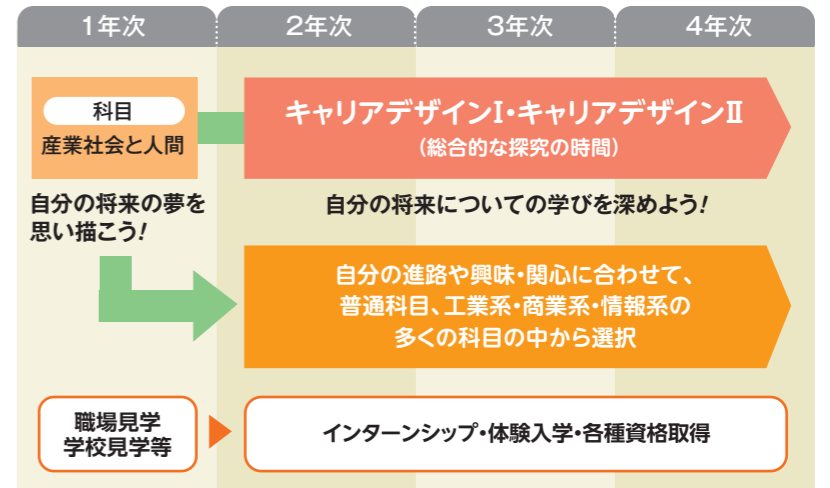 1年次
2年次
3年次
4年次
科目
産業社会と人間
キャリアデザインⅠ・キャリアデザインⅡ
(総合的な探究の時間)
自分の将来の夢を
思い描こう!
自分の将来についての学びを深めよう!
自分の進路や興味・関心に合わせて、
普通科目、工業系・商業系・情報系の
多くの科目の中から選択
職場見学
学校見学等
インターンシップ・体験入学・各種資格取得